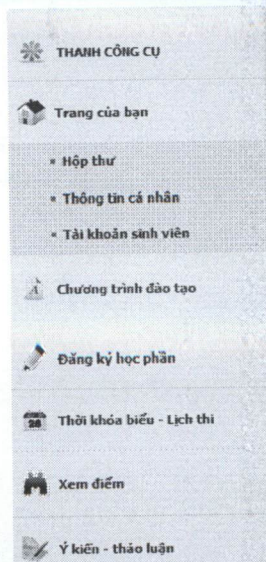 THANH CÔNG CỤ
Trang của bạn
Hộp thư
Thông tin cá nhân
Tài khoản sinh viên
Chương trình đào tạo
Đăng ký học phần
26
Thời khóa biểu - Lịch thi
Xem điểm
Ý kiến - thảo luận